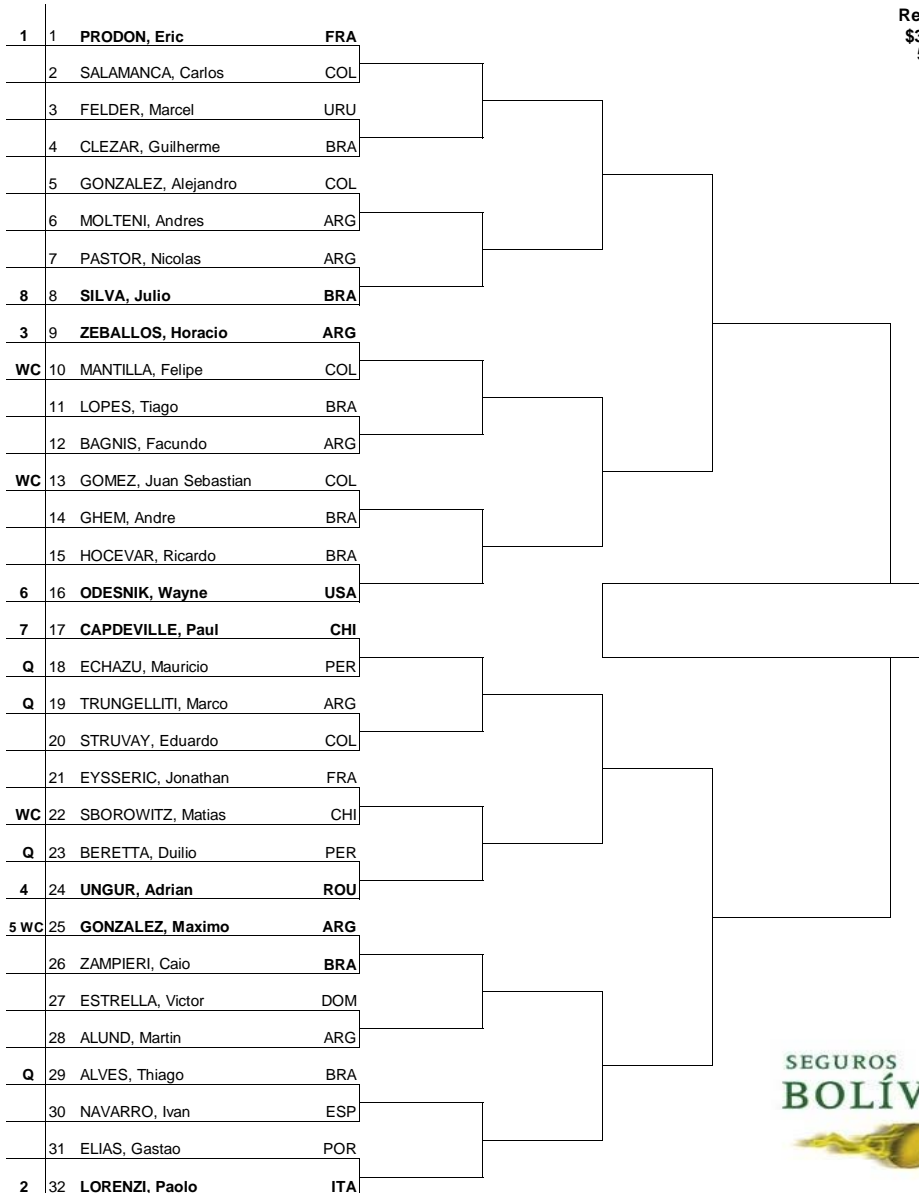 Re
$3
1 1 PRODON, Eric FRA
2 SALAMANCA, Carlos COL
3 FELDER, Marcel URU
4 CLEZAR, Guilherme BRA
5 GONZALEZ, Alejandro COL
6 MOLTENI, Andres ARG
7 PASTOR, Nicolas ARG
8 8 SILVA, Julio BRA
3 9 ZEBALLOS, Horacio ARG
WC 10 MANTILLA, Felipe COL
11 LOPES, Tiago BRA
12 BAGNIS, Facundo ARG
WC 13 GOMEZ, Juan Sebastian COL
14 GHEM, Andre BRA
15 HOCEVAR, Ricardo BRA
6 16 ODESNIK, Wayne USA
7 17 CAPDEVILLE, Paul CHI
Q 18 ECHAZU, Mauricio PER
Q 19 TRUNGELLITI, Marco ARG
20 STRUVAY, Eduardo COL
21 EYSSERIC, Jonathan FRA
WC 22 SBOROWITZ, Matias CHI
Q 23 BERETTA, Duilio PER
4 24 UNGUR, Adrian ROU
5 WC 25 GONZALEZ, Maximo ARG
26 ZAMPIERI, Caio BRA
27 ESTRELLA, Victor DOM
28 ALUND, Martin ARG
Q 29 ALVES, Thiago BRA
30 NAVARRO, Ivan ESP
31 ELIAS, Gastao POR
2 32 LORENZI, Paolo ITA
SEGUROS
BOLÍV